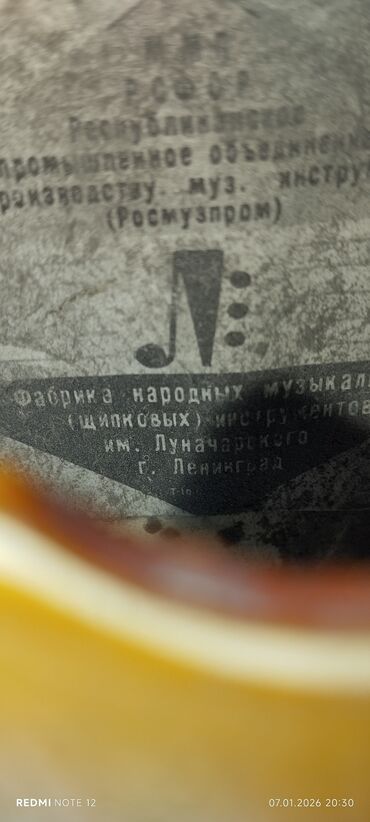 РСФСР
Республиканское
промышленное объединение
производству муз. инстру
(Росмузпром)
Фабрика народных музыкал
(щипковых) инструментов
им. Луначарского
г. Ленинград
REDMI NOTE 12
07.01.2026 20:30